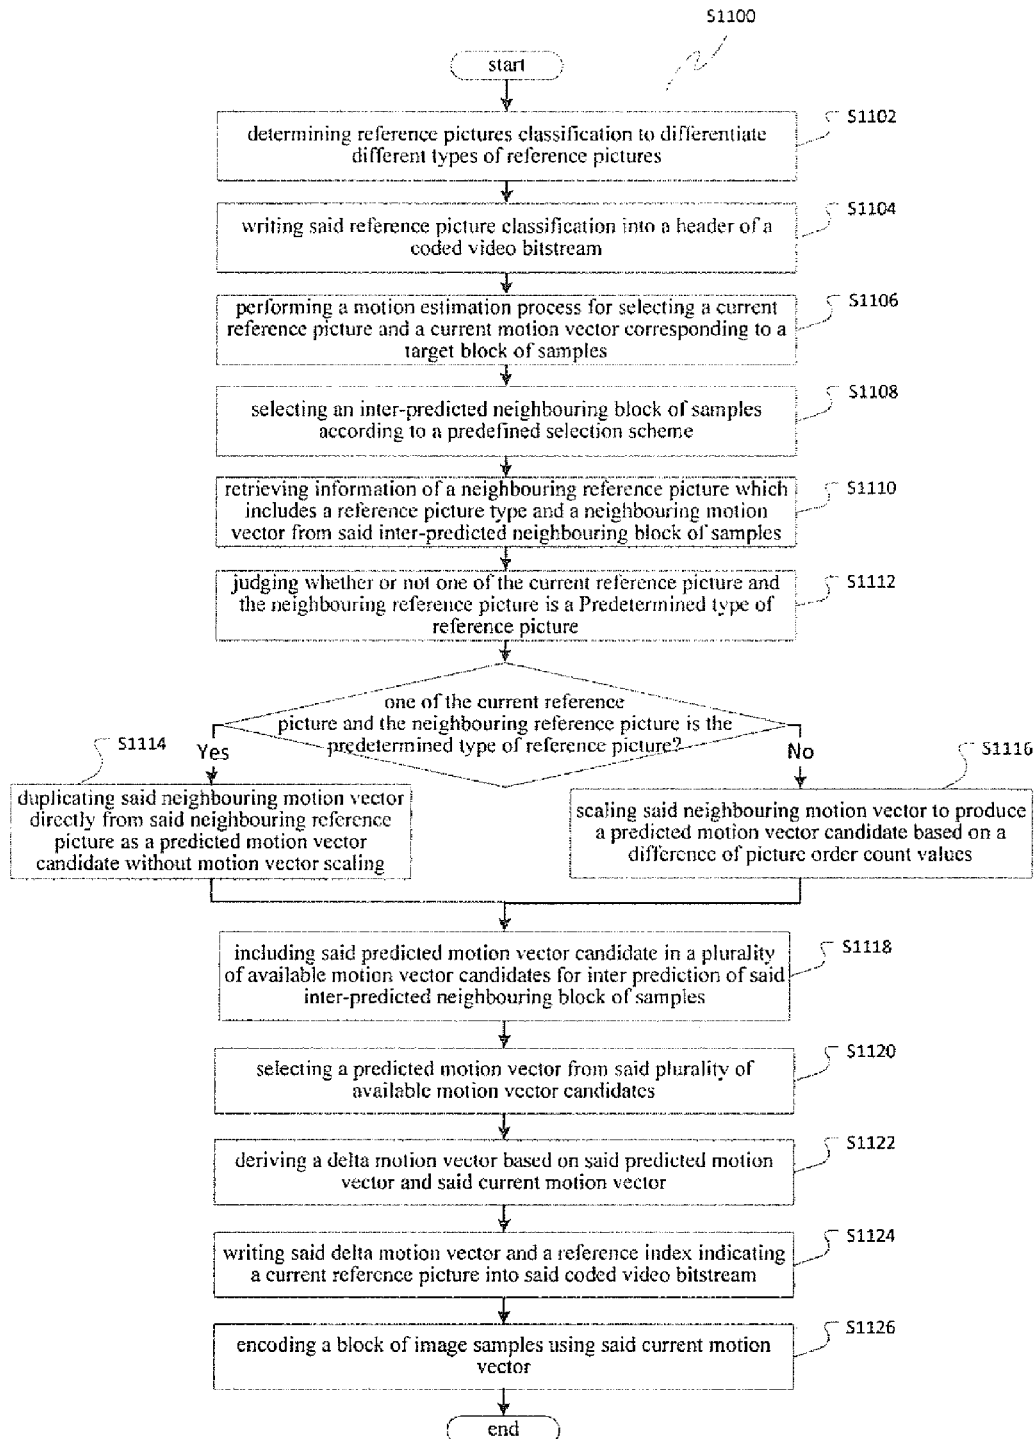 S1100
start
S1102
determining reference pictures classification to differentiate
different types of reference pictures
S1104
writing said reference picture classification into a header of a
coded video bitstream
S1106
performing a motion estimation process for selecting a current
reference picture and a current motion vector corresponding to a
target block of samples
S1108
selecting an inter-predicted neighbouring block of samples
according to a predefined selection scheme
S1110
retrieving information of a neighbouring reference picture which
includes a reference picture type and a neighbouring motion
vector from said inter-predicted neighbouring block of samples
S1112
judging whether or not one of the current reference picture and
the neighbouring reference picture is a Predetermined type of
reference picture
one of the current reference
picture and the neighbouring reference picture is the
predetermined type of reference picture?
S1114
Yes
No
S1116
duplicating said neighbouring motion vector
directly from said neighbouring reference
picture as a predicted motion vector
candidate without motion vector scaling
scaling said neighbouring motion vector to produce
a predicted motion vector candidate based on a
difference of picture order count values
S1118
including said predicted motion vector candidate in a plurality
of available motion vector candidates for inter prediction of said
inter-predicted neighbouring block of samples
S1120
selecting a predicted motion vector from said plurality of
available motion vector candidates
S1122
deriving a delta motion vector based on said predicted motion
vector and said current motion vector
S1124
writing said delta motion vector and a reference index indicating
a current reference picture into said coded video bitstream
S1126
encoding a block of image samples using said current motion
vector
end